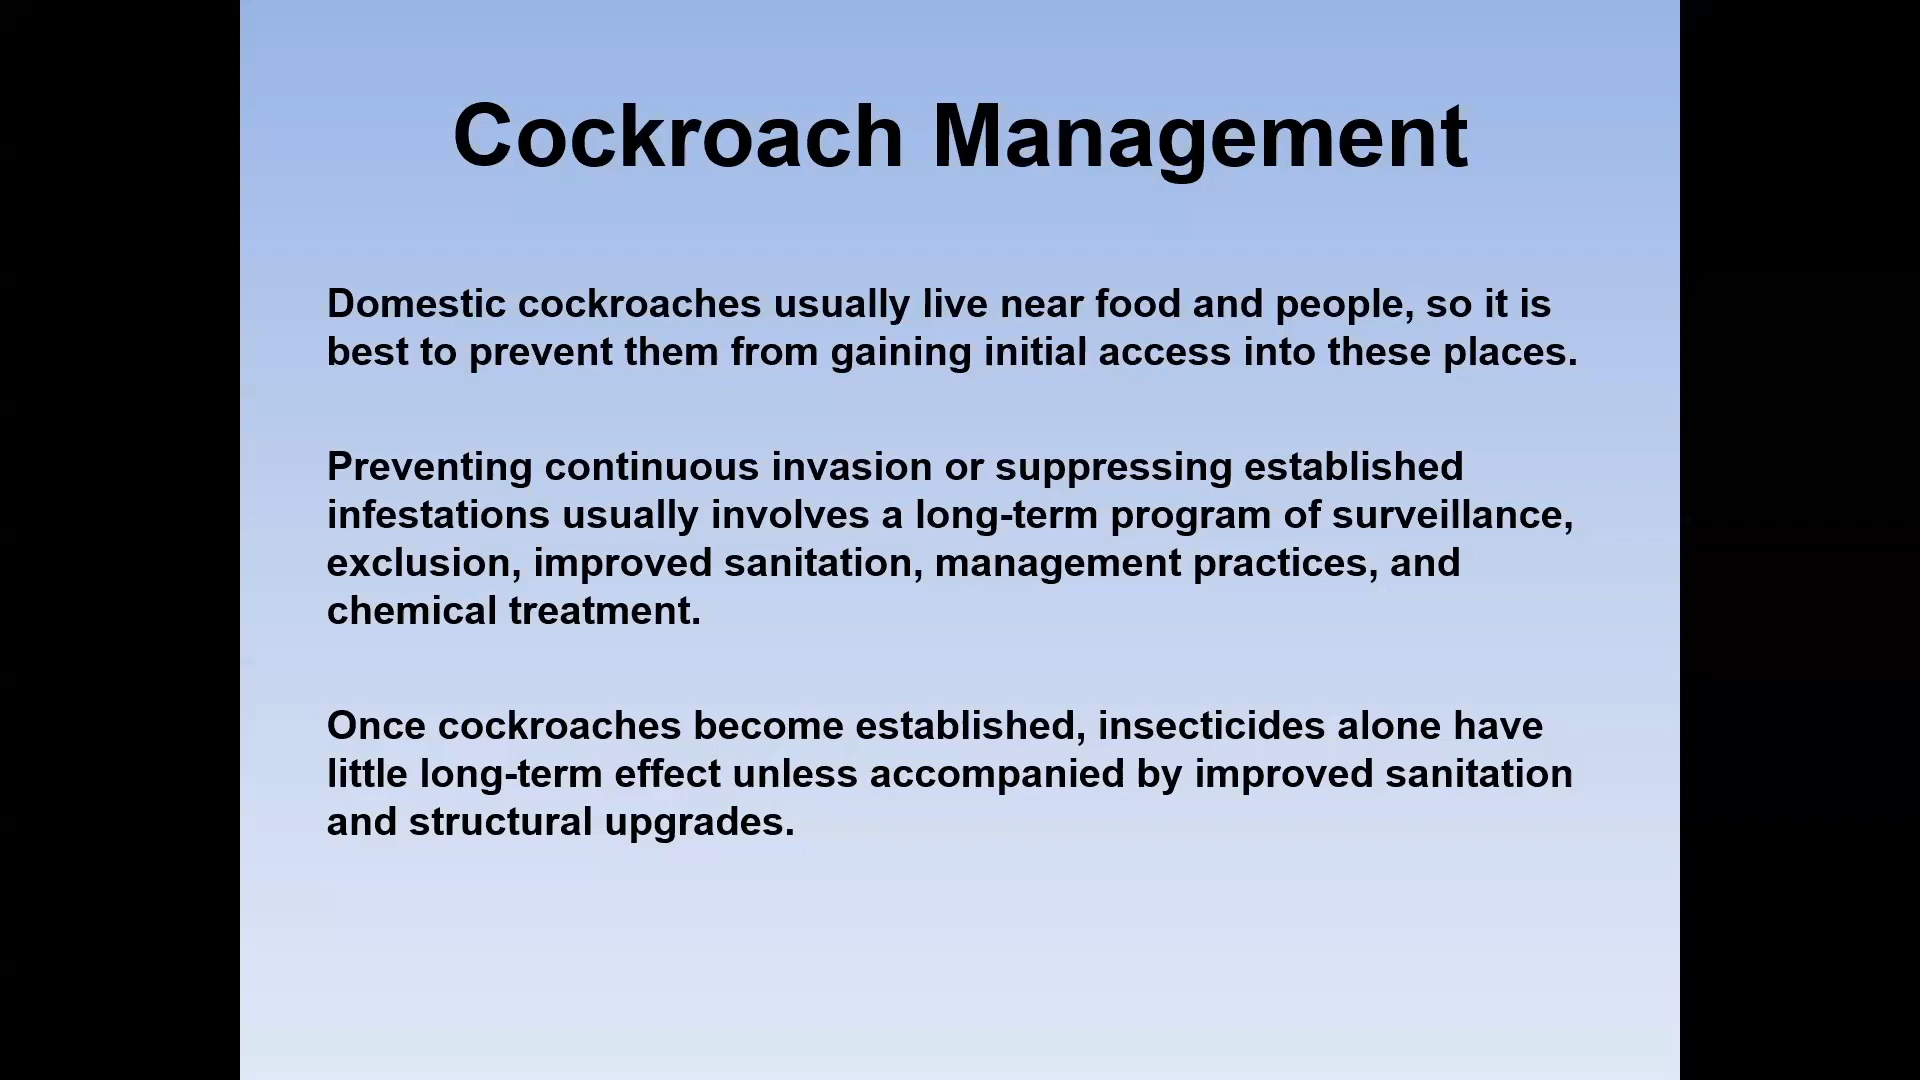 Cockroach Management
Domestic cockroaches usually live near food and people, so it is
best to prevent them from gaining initial access into these places.
Preventing continuous invasion or suppressing established
infestations usually involves a long-term program of surveillance,
exclusion, improved sanitation, management practices, and
chemical treatment.
Once cockroaches become established, insecticides alone have
little long-term effect unless accompanied by improved sanitation
and structural upgrades.